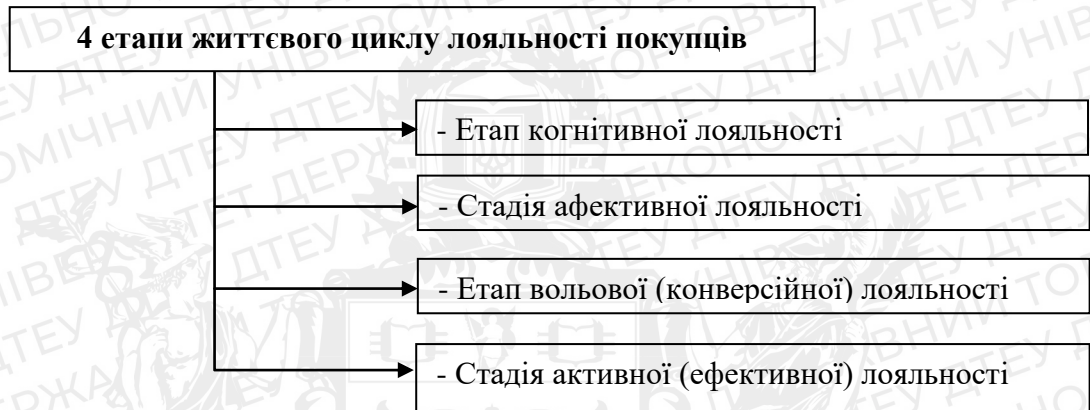 4 етапи життєвого циклу лояльності покупців
- Етап когнітивної лояльності
- Стадія афективної лояльності
- Етап вольової (конверсійної) лояльності
- Стадія активної (ефективної) лояльності